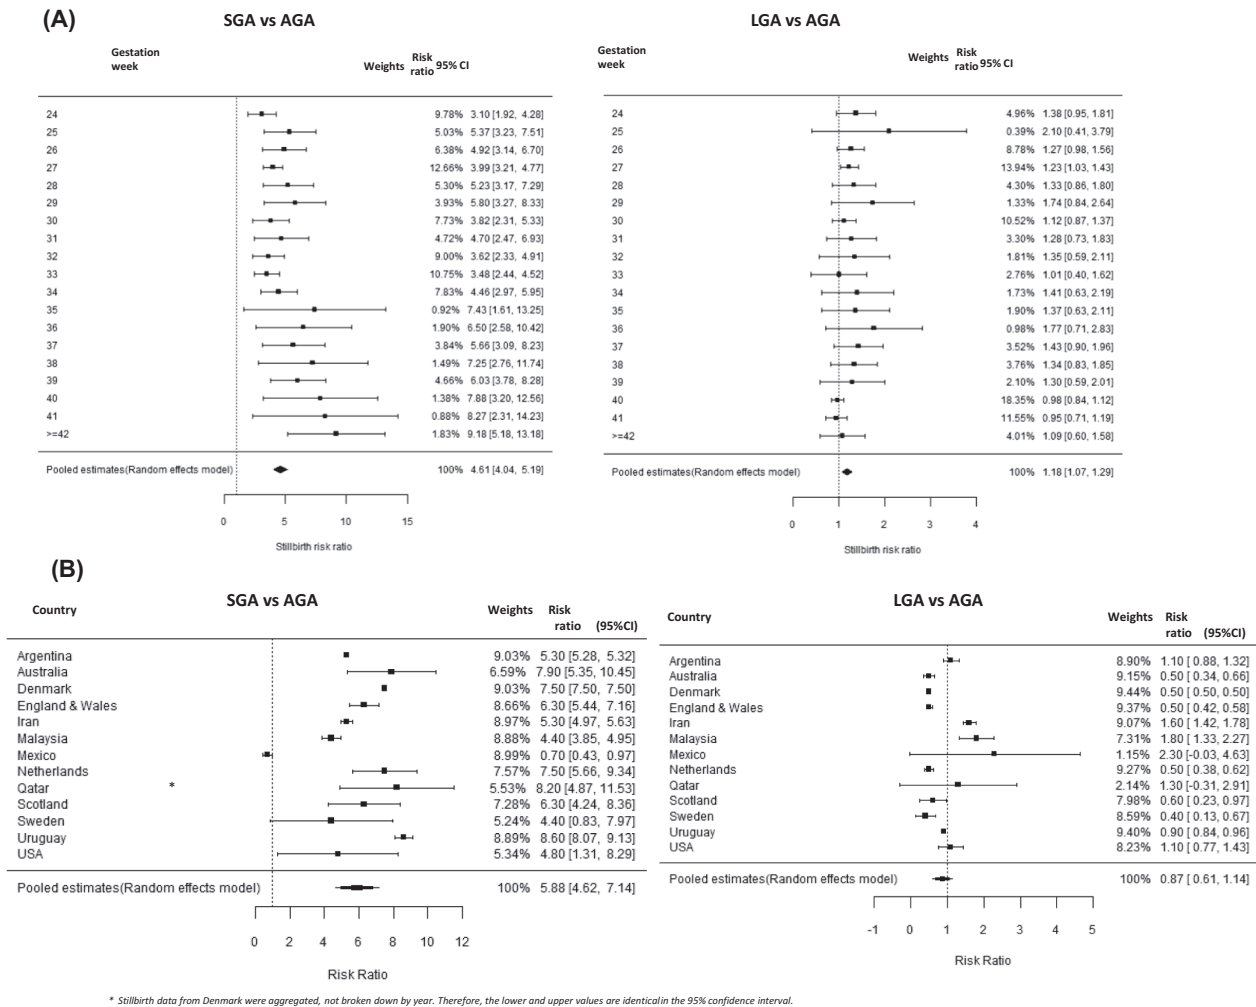 (A)
SGA vs AGA
Gestation week Weights Risk ratio 95% CI
24 9.78% 3.10 [1.92, 4.28]
25 5.03% 5.37 [3.23, 7.51]
26 6.38% 4.92 [3.14, 6.70]
27 12.66% 3.99 [3.21, 4.77]
28 5.30% 5.23 [3.17, 7.29]
29 3.93% 5.80 [3.27, 8.33]
30 7.73% 3.82 [2.31, 5.33]
31 4.72% 4.70 [2.47, 6.93]
32 9.00% 3.62 [2.33, 4.91]
33 10.75% 3.48 [2.44, 4.52]
34 7.83% 4.46 [2.97, 5.95]
35 0.92% 7.43 [1.61, 13.25]
36 1.90% 6.50 [2.58, 10.42]
37 3.84% 5.66 [3.09, 8.23]
38 1.49% 7.25 [2.76, 11.74]
39 4.66% 6.03 [3.78, 8.28]
40 1.38% 7.88 [3.20, 12.56]
41 0.88% 8.27 [2.31, 14.23]
>=42 1.83% 9.18 [5.18, 13.18]
Pooled estimates(Random effects model) 100% 4.61 [4.04, 5.19]
0 5 10 15
Stillbirth risk ratio
LGA vs AGA
Gestation week Weights Risk ratio 95% CI
24 4.96% 1.38 [0.95, 1.81]
25 0.39% 2.10 [0.41, 3.79]
26 8.78% 1.27 [0.98, 1.56]
27 13.94% 1.23 [1.03, 1.43]
28 4.30% 1.33 [0.86, 1.80]
29 1.33% 1.74 [0.84, 2.64]
30 10.52% 1.12 [0.87, 1.37]
31 3.30% 1.28 [0.73, 1.83]
32 1.81% 1.35 [0.59, 2.11]
33 2.76% 1.01 [0.40, 1.62]
34 1.73% 1.41 [0.63, 2.19]
35 1.90% 1.37 [0.63, 2.11]
36 0.98% 1.77 [0.71, 2.83]
37 3.52% 1.43 [0.90, 1.96]
38 3.76% 1.34 [0.83, 1.85]
39 2.10% 1.30 [0.59, 2.01]
40 18.35% 0.98 [0.84, 1.12]
41 11.55% 0.95 [0.71, 1.19]
>=42 4.01% 1.09 [0.60, 1.58]
Pooled estimates(Random effects model) 100% 1.18 [1.07, 1.29]
0 1 2 3 4
Stillbirth risk ratio
(B)
SGA vs AGA
Country Weights Risk ratio (95%CI)
Argentina 9.03% 5.30 [5.28, 5.32]
Australia 6.59% 7.90 [5.35, 10.45]
Denmark 9.03% 7.50 [7.50, 7.50]
England & Wales 8.66% 6.30 [5.44, 7.16]
Iran 8.97% 5.30 [4.97, 5.63]
Malaysia 8.88% 4.40 [3.85, 4.95]
Mexico 8.99% 0.70 [0.43, 0.97]
Netherlands 7.57% 7.50 [5.66, 9.34]
Qatar * 5.53% 8.20 [4.87, 11.53]
Scotland 7.28% 6.30 [4.24, 8.36]
Sweden 5.24% 4.40 [0.83, 7.97]
Uruguay 8.89% 8.60 [8.07, 9.13]
USA 5.34% 4.80 [1.31, 8.29]
Pooled estimates(Random effects model) 100% 5.88 [4.62, 7.14]
0 2 4 6 8 10 12
Risk Ratio
LGA vs AGA
Country Weights Risk ratio (95%CI)
Argentina 8.90% 1.10 [ 0.88, 1.32]
Australia 9.15% 0.50 [ 0.34, 0.66]
Denmark 9.44% 0.50 [ 0.50, 0.50]
England & Wales 9.37% 0.50 [ 0.42, 0.58]
Iran 9.07% 1.60 [ 1.42, 1.78]
Malaysia 7.31% 1.80 [ 1.33, 2.27]
Mexico 1.15% 2.30 [-0.03, 4.63]
Netherlands 9.27% 0.50 [ 0.38, 0.62]
Qatar 2.14% 1.30 [-0.31, 2.91]
Scotland 7.98% 0.60 [ 0.23, 0.97]
Sweden 8.59% 0.40 [ 0.13, 0.67]
Uruguay 9.40% 0.90 [ 0.84, 0.96]
USA 8.23% 1.10 [ 0.77, 1.43]
Pooled estimates(Random effects model) 100% 0.87 [ 0.61, 1.14]
-1 0 1 2 3 4 5
Risk Ratio
* Stillbirth data from Denmark were aggregated, not broken down by year. Therefore, the lower and upper values are identicalin the 95% confidence interval.